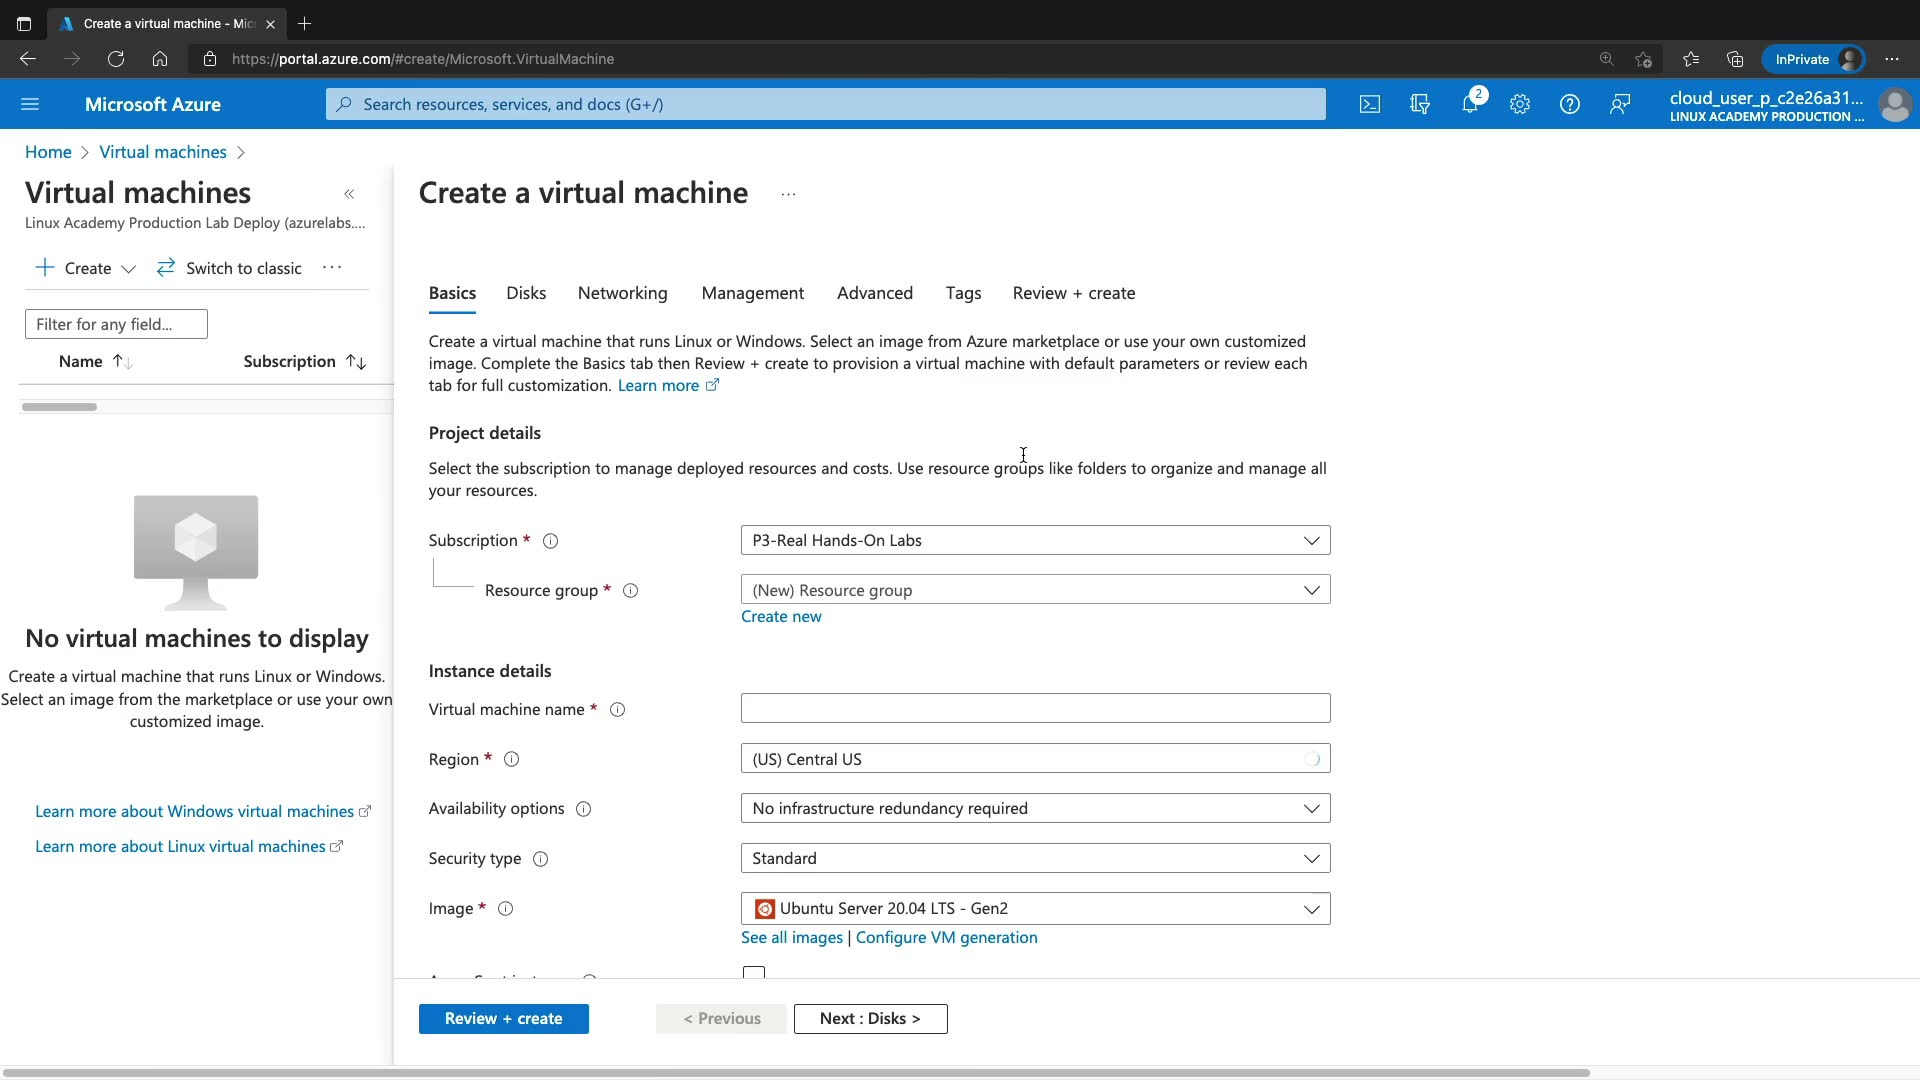 Create a virtual machine - Mic
https://portal.azure.com/#create/Microsoft.VirtualMachine
InPrivate
Microsoft Azure
Search resources, services, and docs (G+/)
2
cloud_user_p_c2e26a31...
LINUX ACADEMY PRODUCTION ...
Home > Virtual machines >
Virtual machines
Linux Academy Production Lab Deploy (azurelabs....
Create
Switch to classic
Filter for any field...
Name
Subscription
No virtual machines to display
Create a virtual machine that runs Linux or Windows.
Select an image from the marketplace or use your own
customized image.
Learn more about Windows virtual machines
Learn more about Linux virtual machines
Create a virtual machine ...
Basics Disks Networking Management Advanced Tags Review + create
Create a virtual machine that runs Linux or Windows. Select an image from Azure marketplace or use your own customized
image. Complete the Basics tab then Review + create to provision a virtual machine with default parameters or review each
tab for full customization. Learn more
Project details
Select the subscription to manage deployed resources and costs. Use resource groups like folders to organize and manage all
your resources.
Subscription *
P3-Real Hands-On Labs
Resource group *
(New) Resource group
Create new
Instance details
Virtual machine name *
Region *
(US) Central US
Availability options
No infrastructure redundancy required
Security type
Standard
Image *
Ubuntu Server 20.04 LTS - Gen2
See all images | Configure VM generation
Review + create
< Previous
Next : Disks >